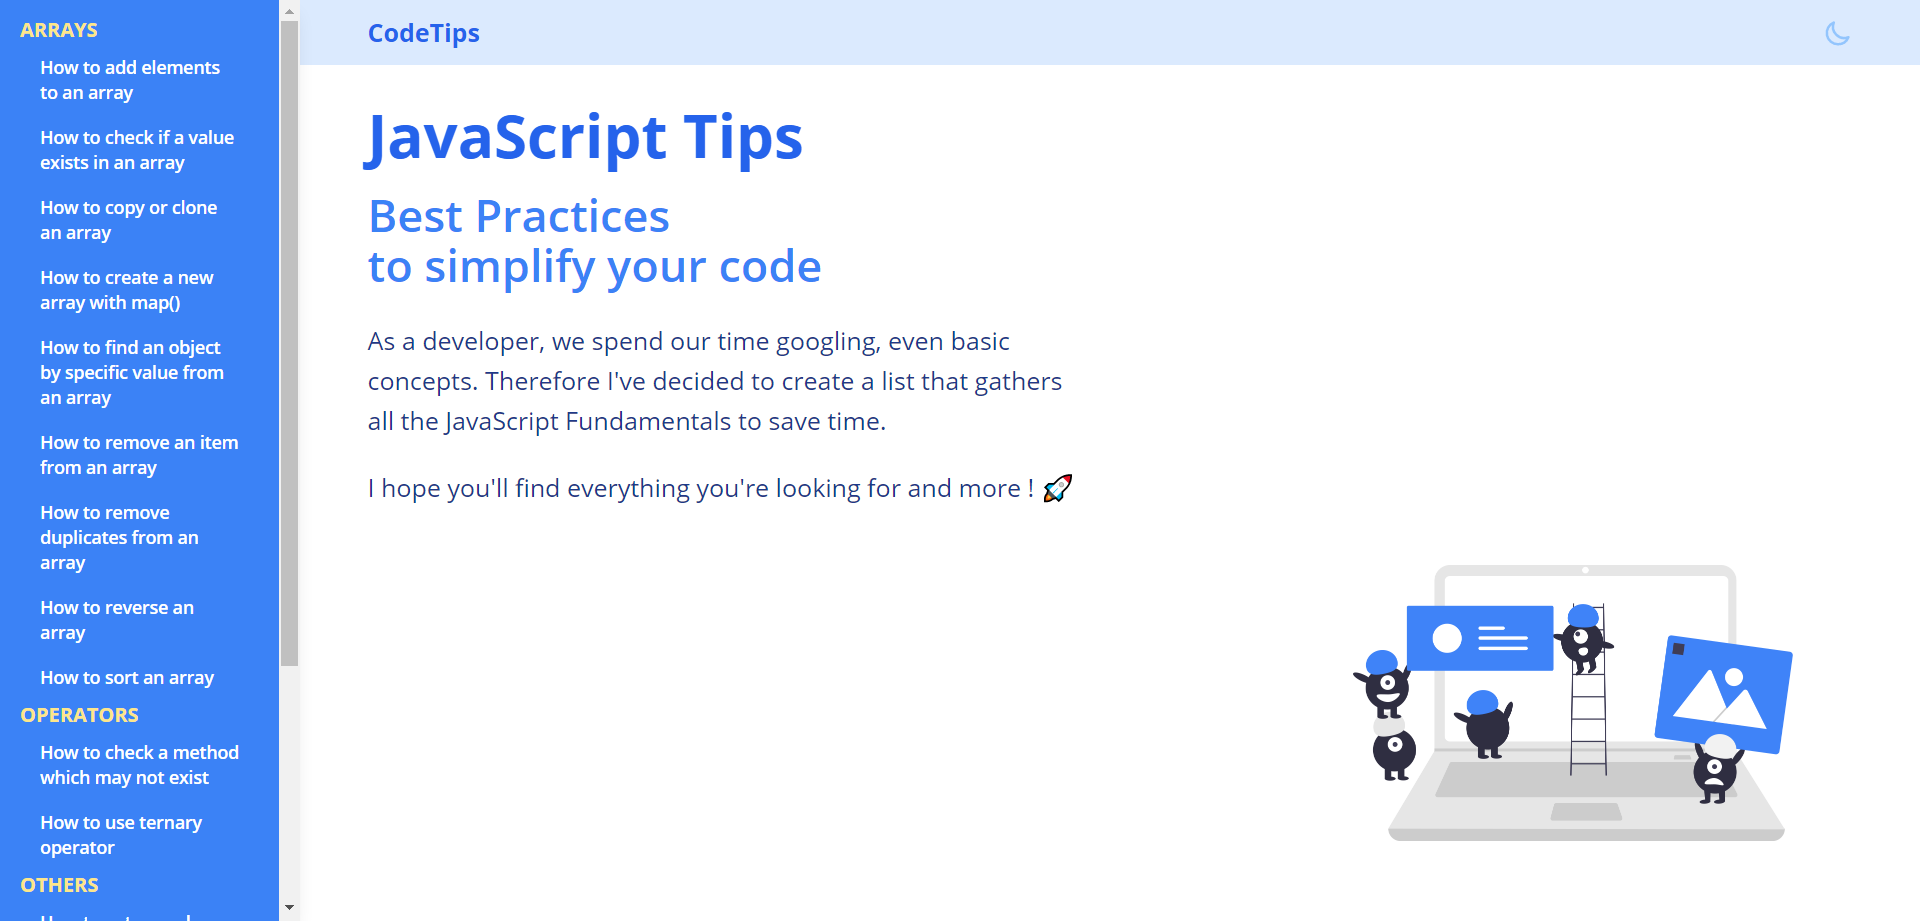 ARRAYS
How to add elements
to an array
How to check if a value
exists in an array
How to copy or clone
an array
How to create a new
array with map()
How to find an object
by specific value from
an array
How to remove an item
from an array
How to remove
duplicates from an
array
How to reverse an
array
How to sort an array
OPERATORS
How to check a method
which may not exist
How to use ternary
operator
OTHERS
CodeTips
JavaScript Tips
Best Practices
to simplify your code
As a developer, we spend our time googling, even basic
concepts. Therefore I've decided to create a list that gathers
all the JavaScript Fundamentals to save time.
I hope you'll find everything you're looking for and more ! 🚀